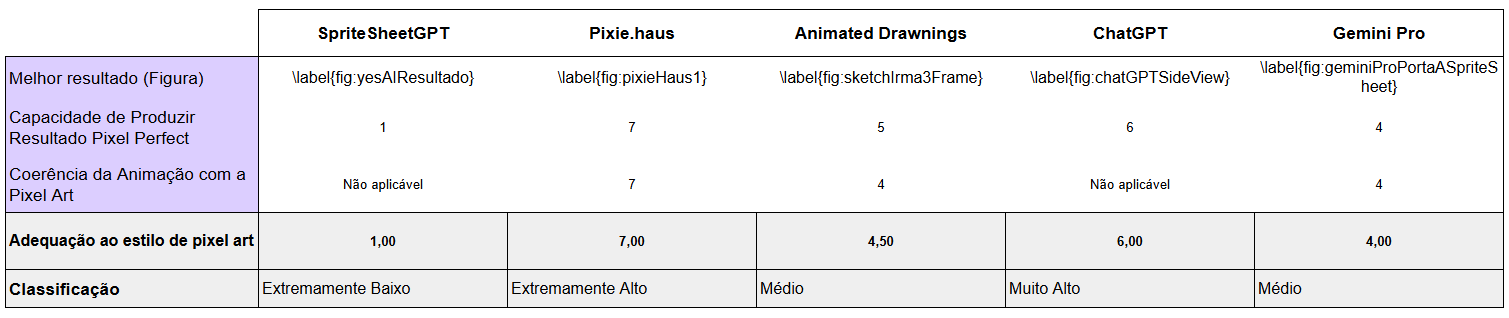 SpriteSheetGPT Pixie.haus Animated Drawnings ChatGPT Gemini Pro
Melhor resultado (Figura) \label{fig:yesAIResultado} \label{fig:pixieHaus1} \label{fig:sketchIrma3Frame} \label{fig:chatGPTSideView} \label{fig:geminiProPortaASpriteS
heet}
Capacidade de Produzir
Resultado Pixel Perfect 1 7 5 6 4
Coerência da Animação com a
Pixel Art Não aplicável 7 4 Não aplicável 4
Adequação ao estilo de pixel art 1,00 7,00 4,50 6,00 4,00
Classificação Extremamente Baixo Extremamente Alto Médio Muito Alto Médio